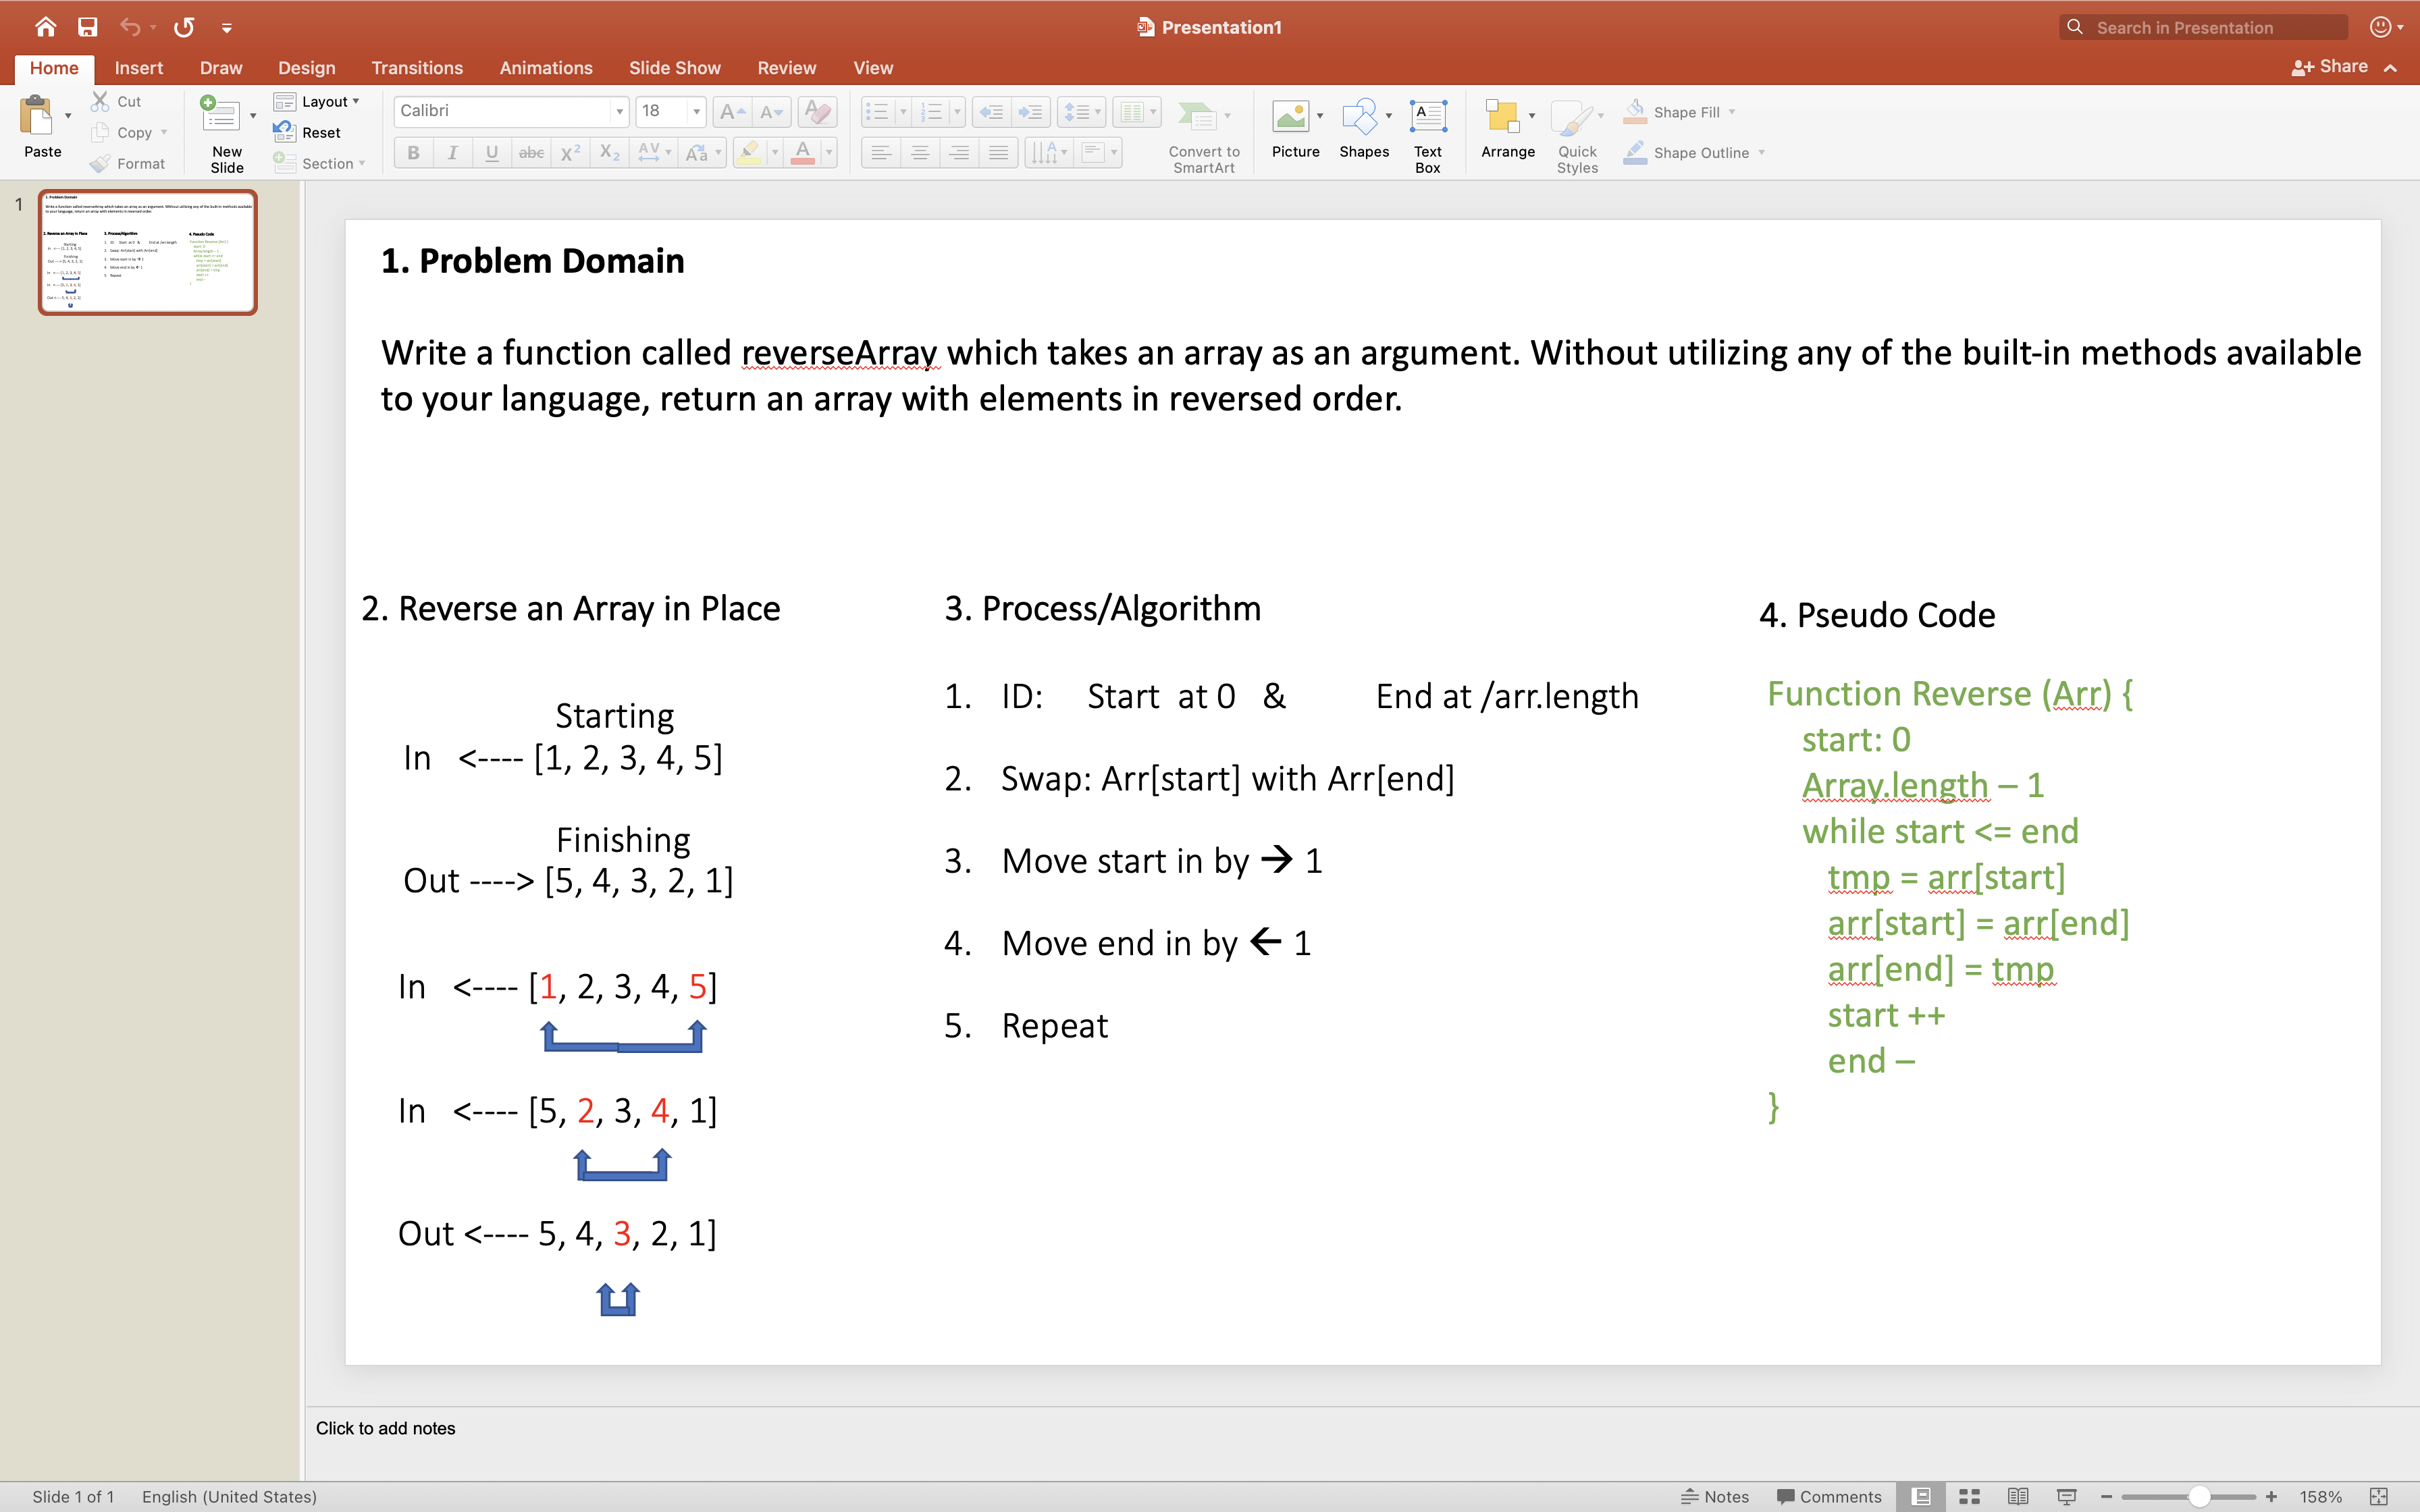 Presentation1
Search in Presentation
Home Insert Draw Design Transitions Animations Slide Show Review View
Share
Paste
Cut
Copy
Format
New Slide
Layout
Reset
Section
Calibri
18
Convert to SmartArt
Picture
Shapes
Text Box
Arrange
Quick Styles
Shape Fill
Shape Outline
1
1. Problem Domain
Write a function called reverseArray which takes an array as an argument. Without utilizing any of the built-in methods available
to your language, return an array with elements in reversed order.
2. Reverse an Array in Place
Starting
In <---- [1, 2, 3, 4, 5]
Finishing
Out ----> [5, 4, 3, 2, 1]
In <---- [1, 2, 3, 4, 5]
In <---- [5, 2, 3, 4, 1]
Out <---- 5, 4, 3, 2, 1]
3. Process/Algorithm
1. ID: Start at 0 & End at /arr.length
2. Swap: Arr[start] with Arr[end]
3. Move start in by → 1
4. Move end in by ← 1
5. Repeat
4. Pseudo Code
Function Reverse (Arr) {
start: 0
Array.length – 1
while start <= end
tmp = arr[start]
arr[start] = arr[end]
arr[end] = tmp
start ++
end –
}
Click to add notes
Slide 1 of 1 English (United States)
Notes Comments 158%